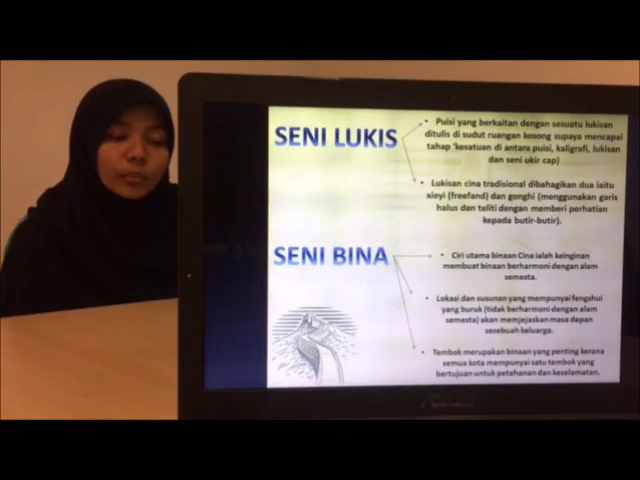 SENI LUKIS
• Puisi yang berkaitan dengan sesuatu lukisan
ditulis di sudut ruangan kosong supaya mencapai
tahap 'kesatuan di antara puisi, kaligrafi, lukisan
dan seni ukir cap)
• Lukisan cina tradisional dibahagikan dua iaitu
xieyi (freefand) dan gonghi (menggunakan garis
halus dan teliti dengan memberi perhatian
kepada butir-butir).
SENI BINA
• Ciri utama binaan Cina ialah keinginan
membuat binaan berharmoni dengan alam
semesta.
• Lokasi dan susunan yang mempunyai fengshui
yang buruk (tidak berharmoni dengan alam
semesta) akan memjejaskan masa depan
sesebuah keluarga.
• Tembok merupakan binaan yang penting kerana
semua kota mempunyai satu tembok yang
bertujuan untuk petahanan dan keselamatan.